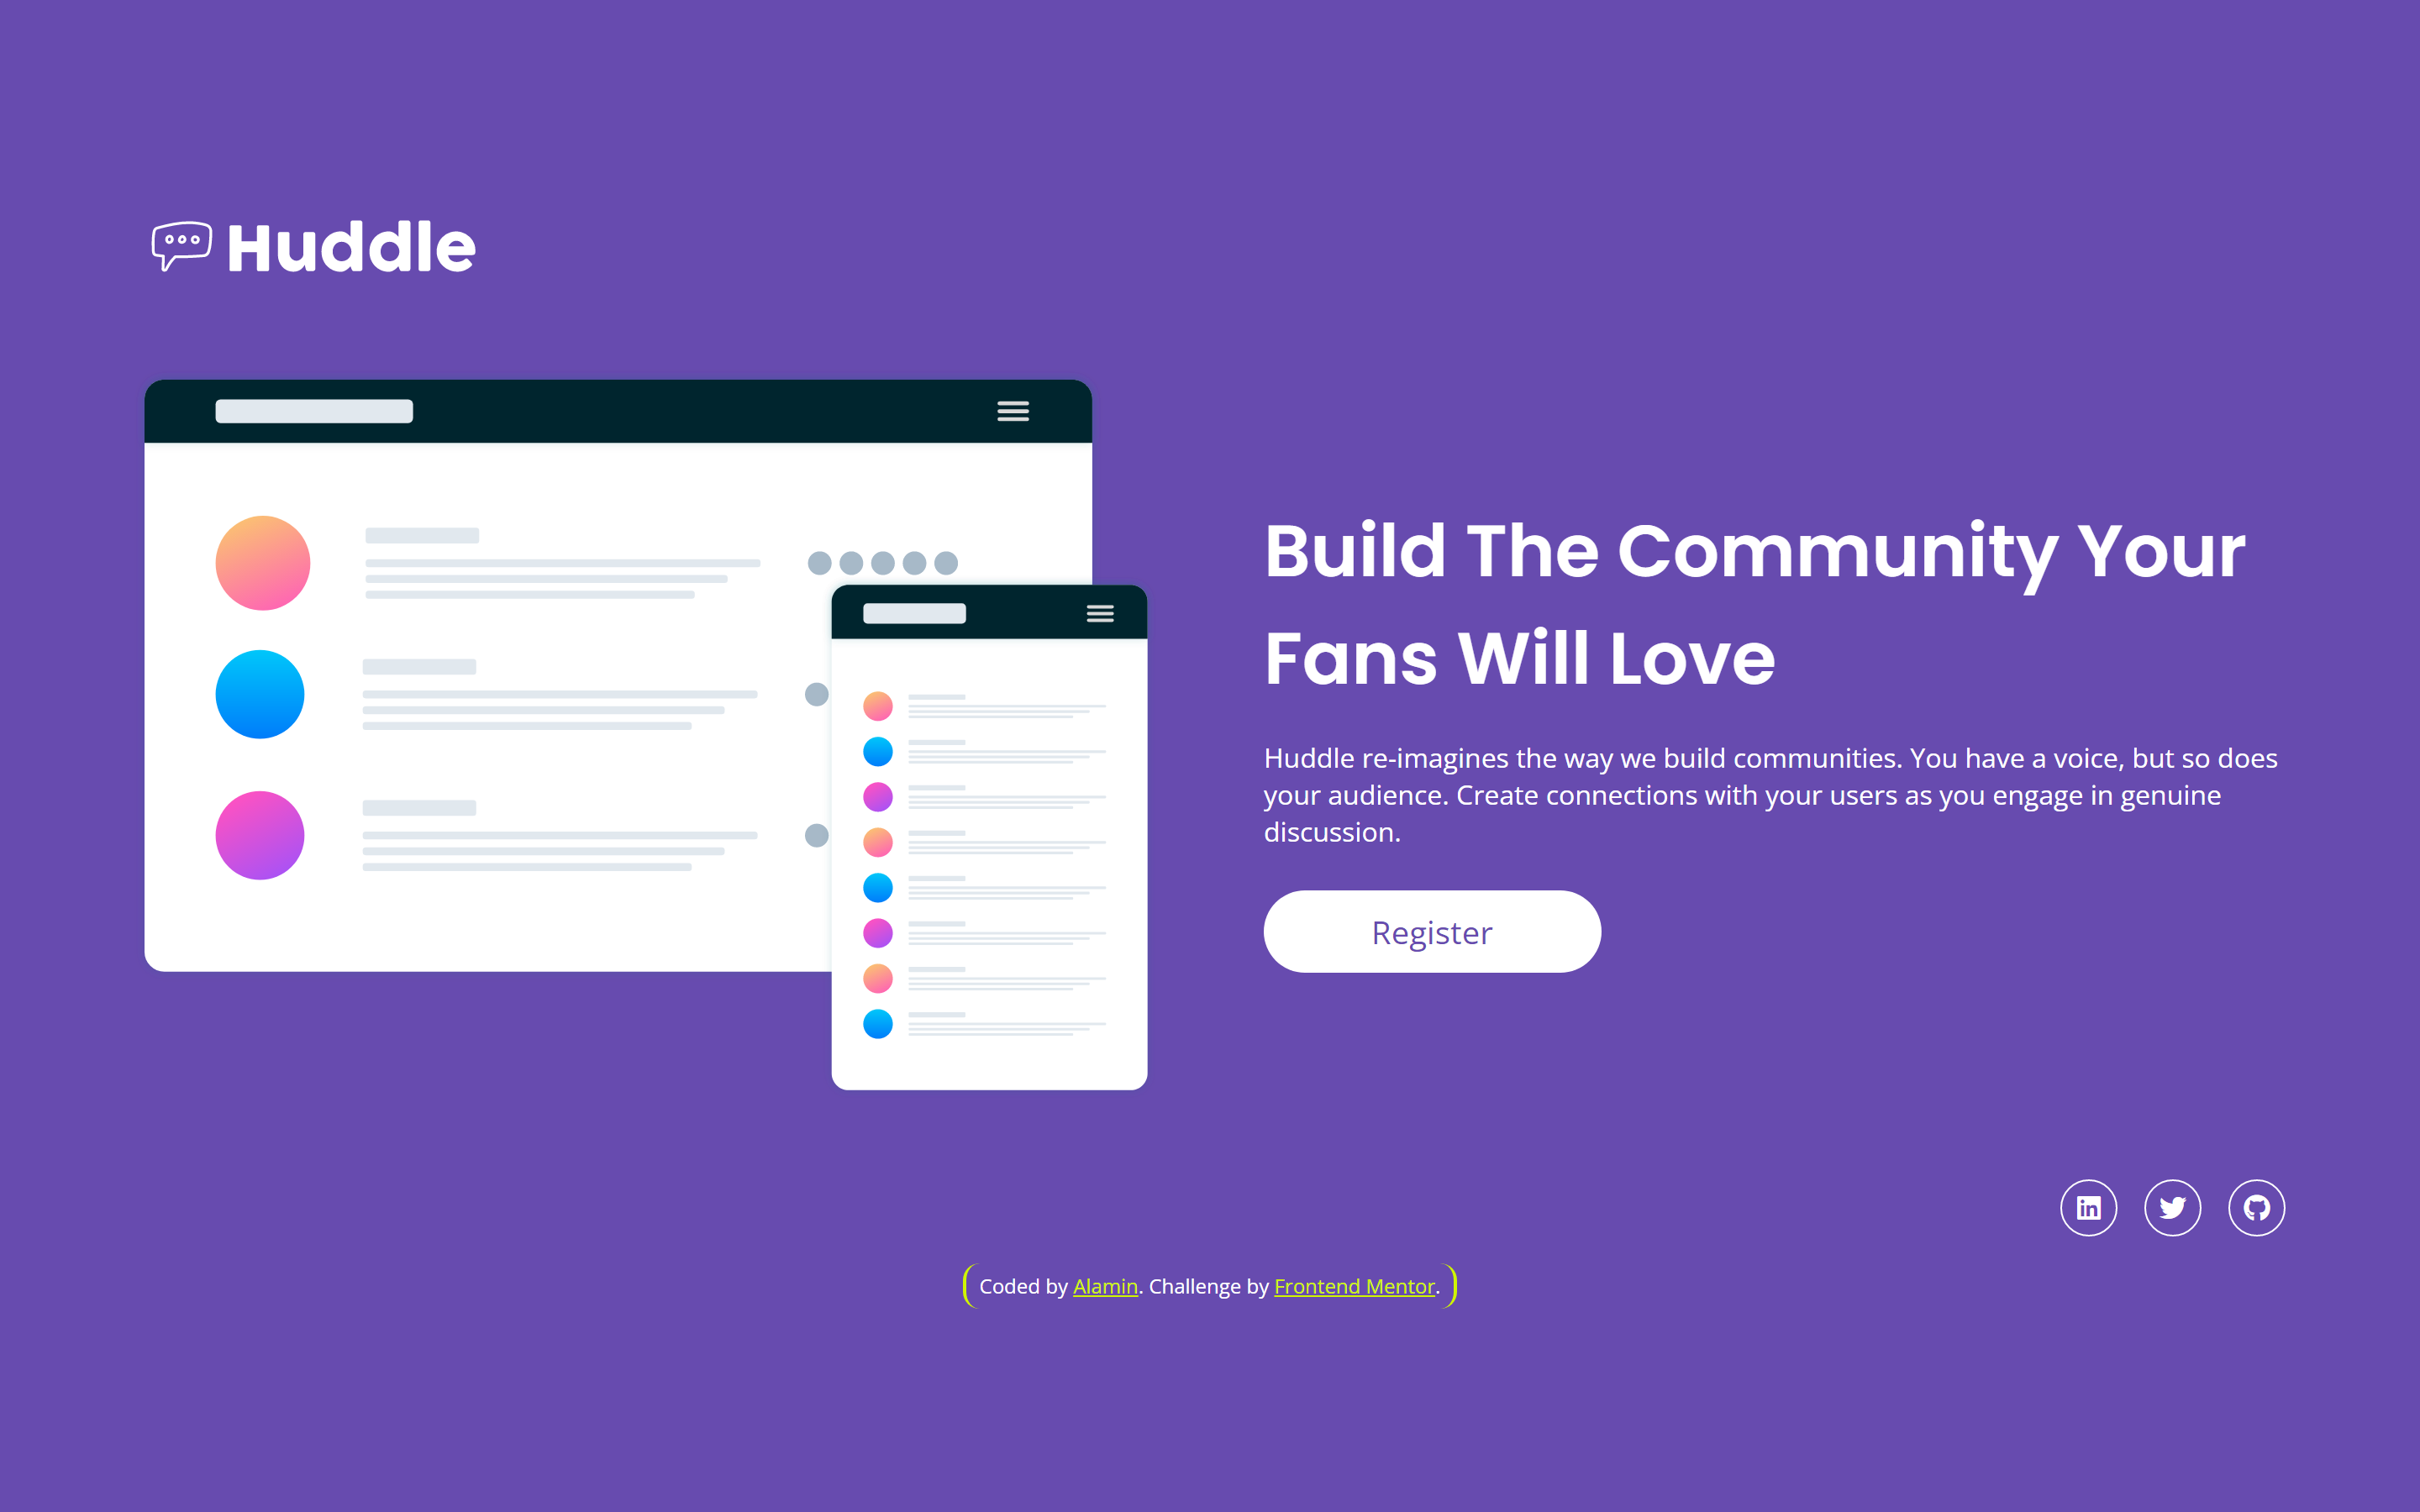 Huddle
Build The Community Your
Fans Will Love
Huddle re-imagines the way we build communities. You have a voice, but so does
your audience. Create connections with your users as you engage in genuine
discussion.
Register
in
Coded by Alamin. Challenge by Frontend Mentor.